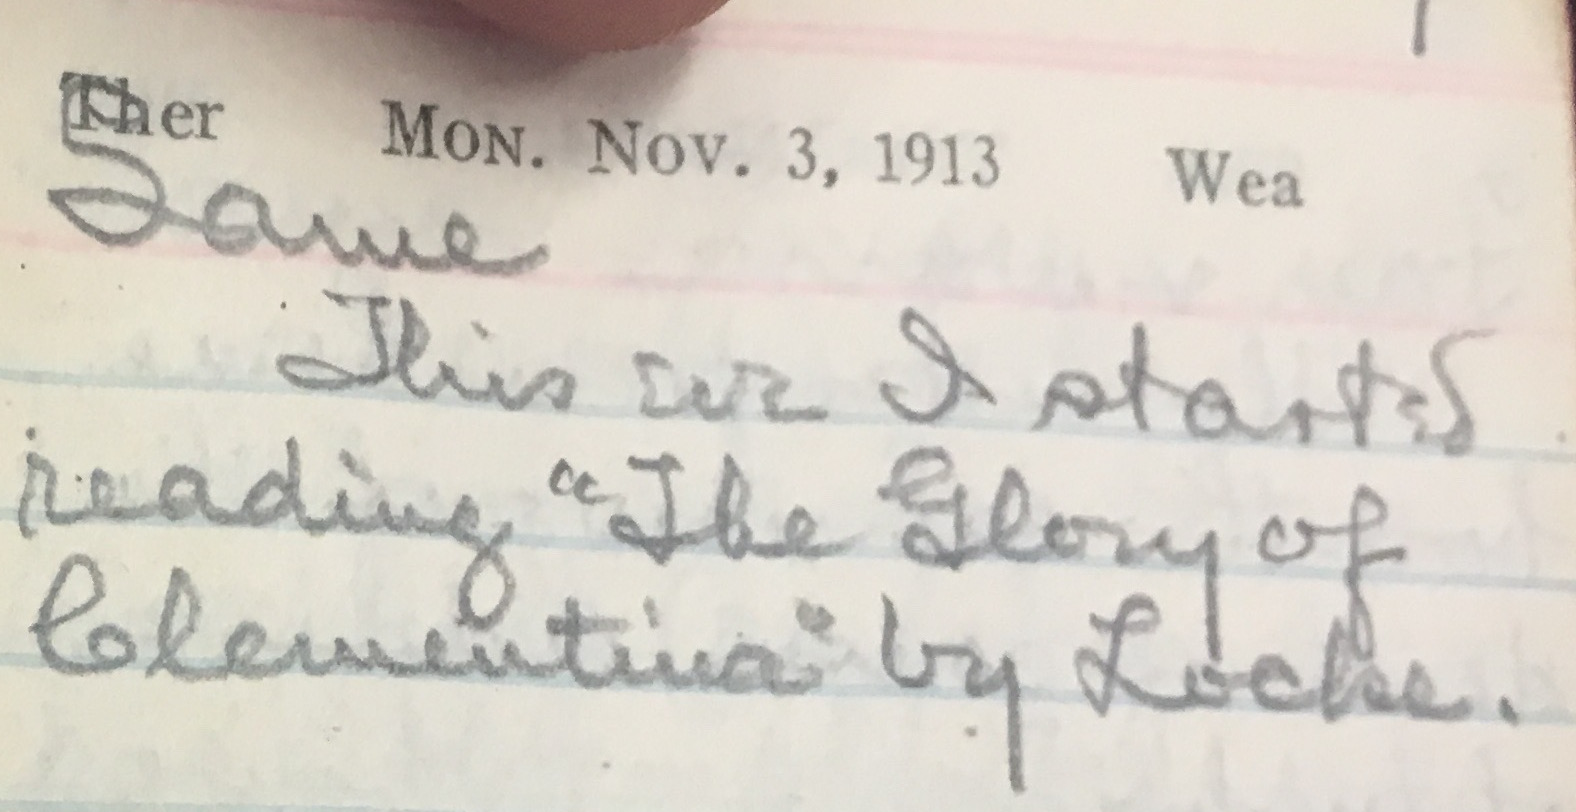 Ther MON. NOV. 3, 1913 Wea
Same
This eve I started
reading "The Glory of
Clementina" by Locke.